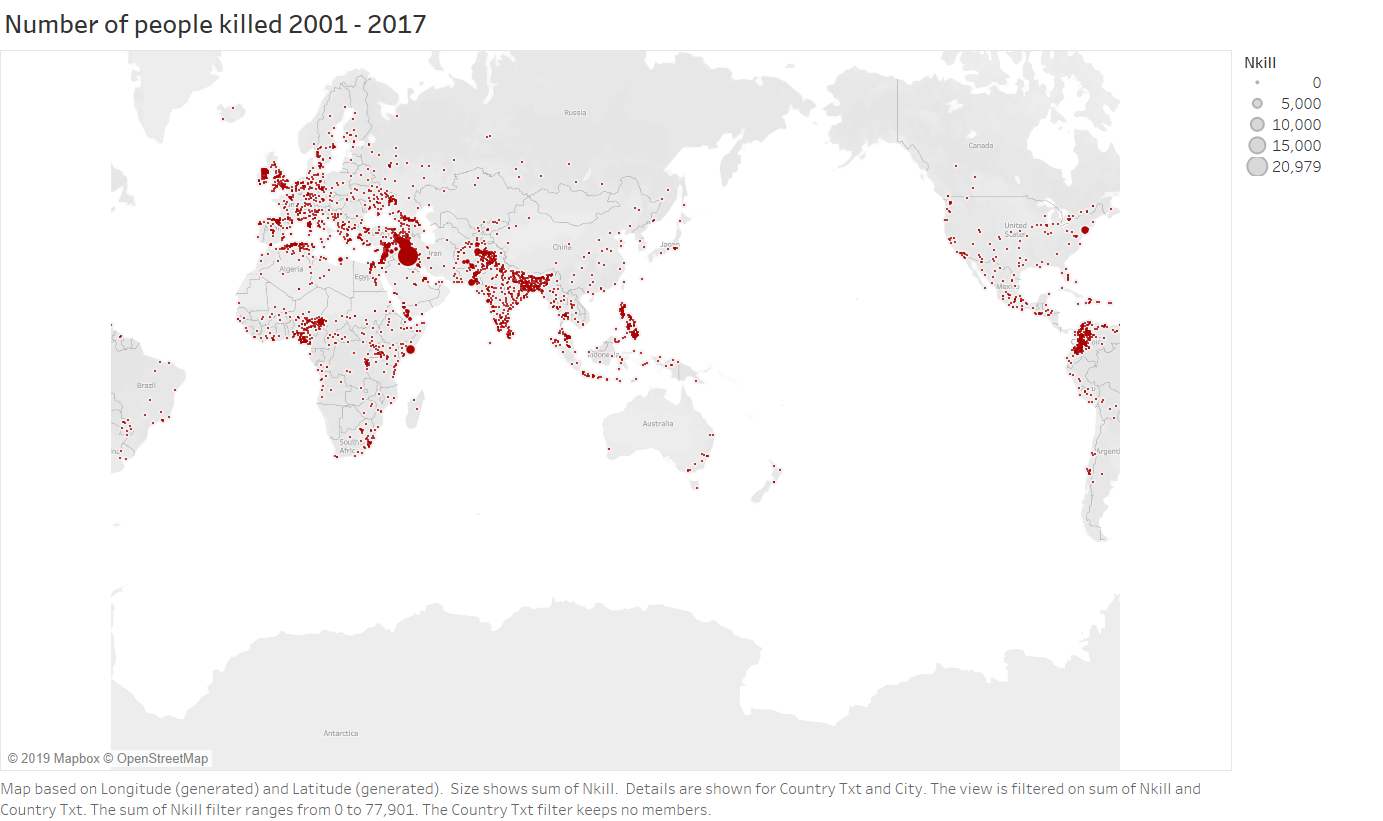 Number of people killed 2001 - 2017
Nkill
0
5,000
10,000
15,000
20,979
Russia
Canada
United
States
China
Japan
Iran
Algeria
Egypt
Mexico
Brazil
Australia
South
Africa
Argenti
Antarctica
© 2019 Mapbox © OpenStreetMap
Map based on Longitude (generated) and Latitude (generated).  Size shows sum of Nkill.  Details are shown for Country Txt and City. The view is filtered on sum of Nkill and
Country Txt. The sum of Nkill filter ranges from 0 to 77,901. The Country Txt filter keeps no members.